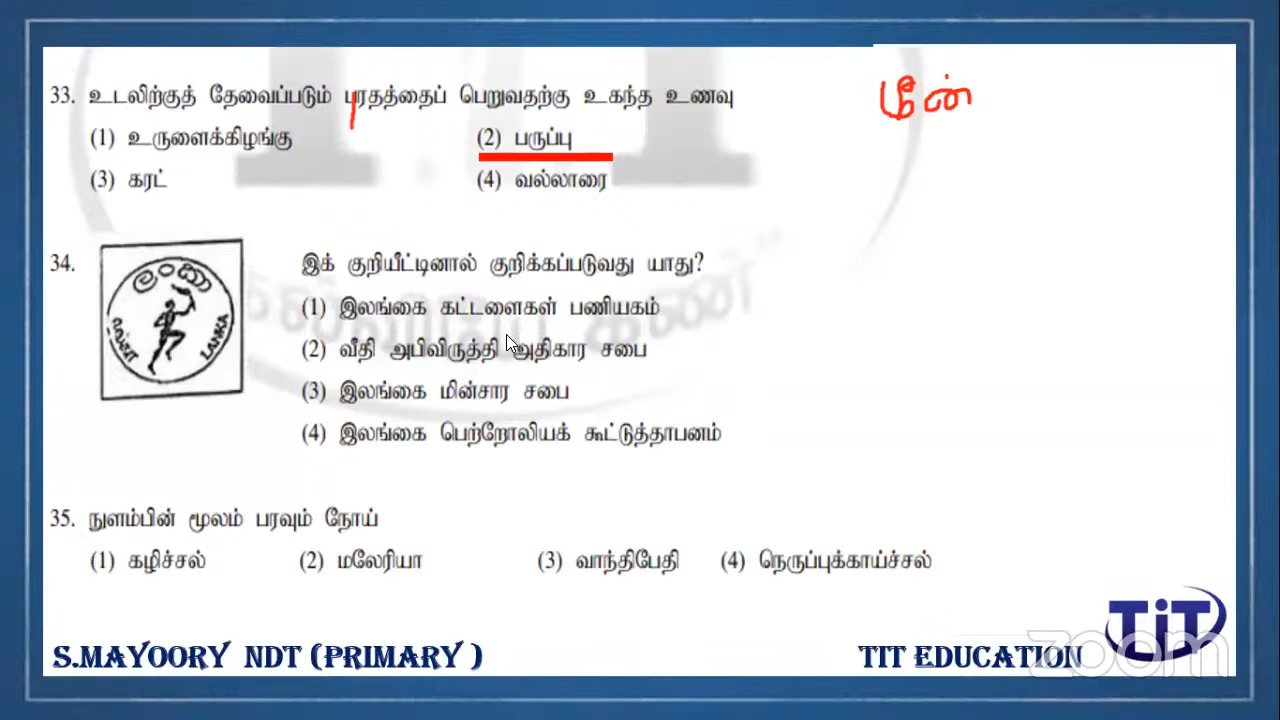 33. உடலிற்குத் தேவைப்படும் புரதத்தைப் பெறுவதற்கு உகந்த உணவு
மீன்
(1) உருளைக்கிழங்கு (2) பருப்பு
(3) கரட் (4) வல்லாரை
34. இக் குறியீட்டினால் குறிக்கப்படுவது யாது?
(1) இலங்கை கட்டளைகள் பணியகம்
(2) வீதி அபிவிருத்தி அதிகார சபை
(3) இலங்கை மின்சார சபை
(4) இலங்கை பெற்றோலியக் கூட்டுத்தாபனம்
LANKA
35. நுளம்பின் மூலம் பரவும் நோய்
(1) கழிச்சல் (2) மலேரியா (3) வாந்திபேதி (4) நெருப்புக்காய்ச்சல்
S.MAYOORY NDT (PRIMARY )
TIT EDUCATION
TiT
zoom